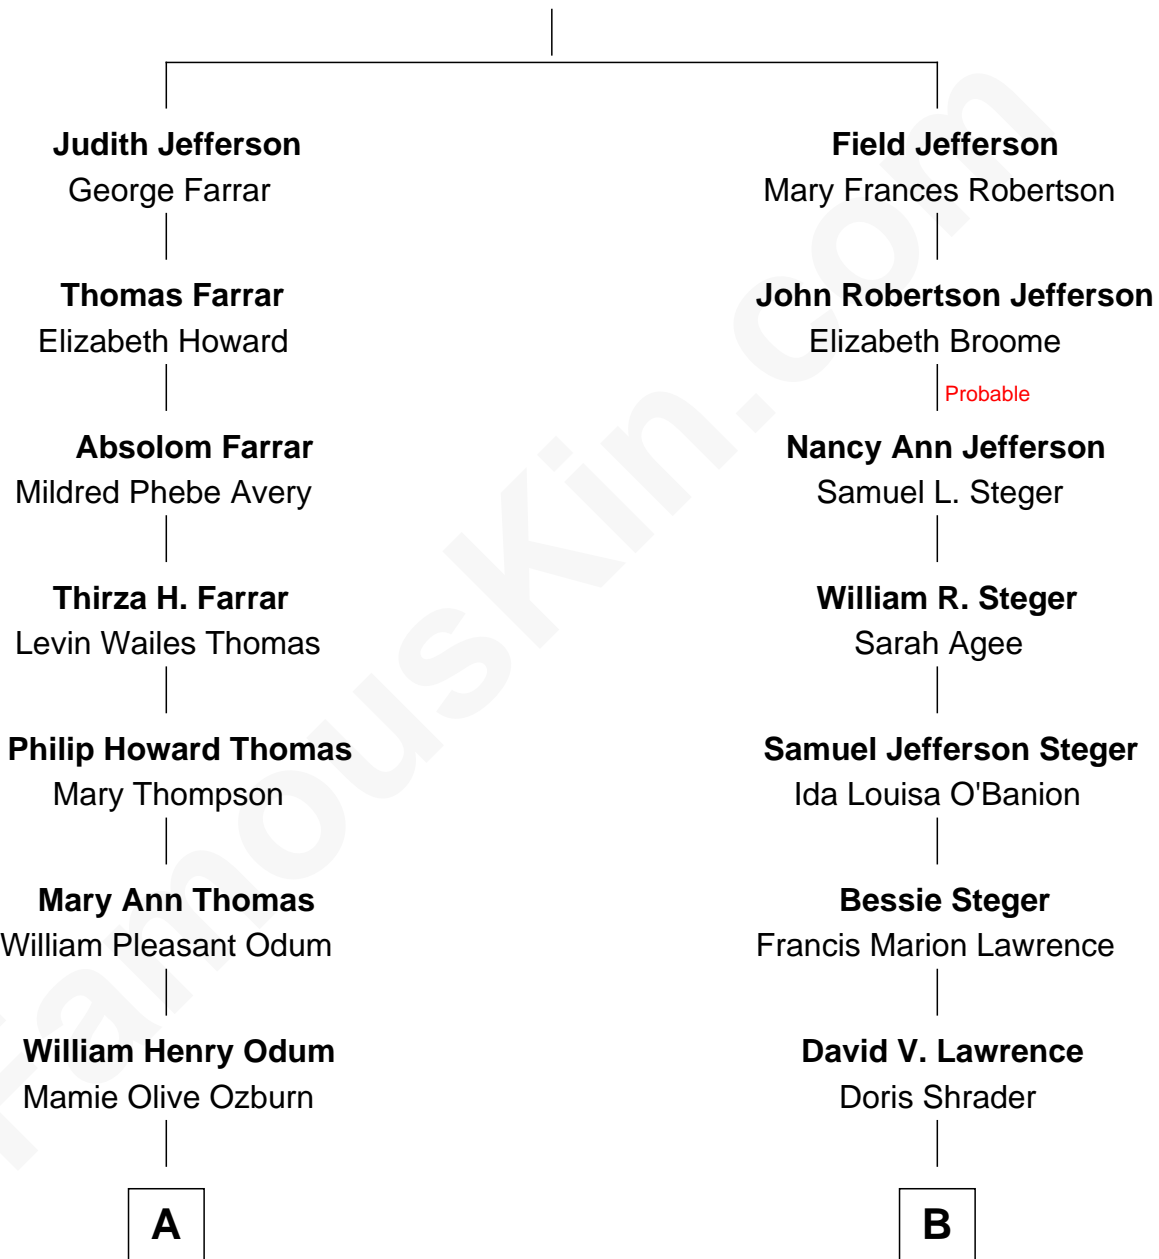 Judith Jefferson
George Farrar
Thomas Farrar
Elizabeth Howard
Absolom Farrar
Mildred Phebe Avery
Thirza H. Farrar
Levin Wailes Thomas
Philip Howard Thomas
Mary Thompson
Mary Ann Thomas
William Pleasant Odum
William Henry Odum
Mamie Olive Ozburn
A
Field Jefferson
Mary Frances Robertson
John Robertson Jefferson
Elizabeth Broome
Probable
Nancy Ann Jefferson
Samuel L. Steger
William R. Steger
Sarah Agee
Samuel Jefferson Steger
Ida Louisa O'Banion
Bessie Steger
Francis Marion Lawrence
David V. Lawrence
Doris Shrader
B
FamousKin.com